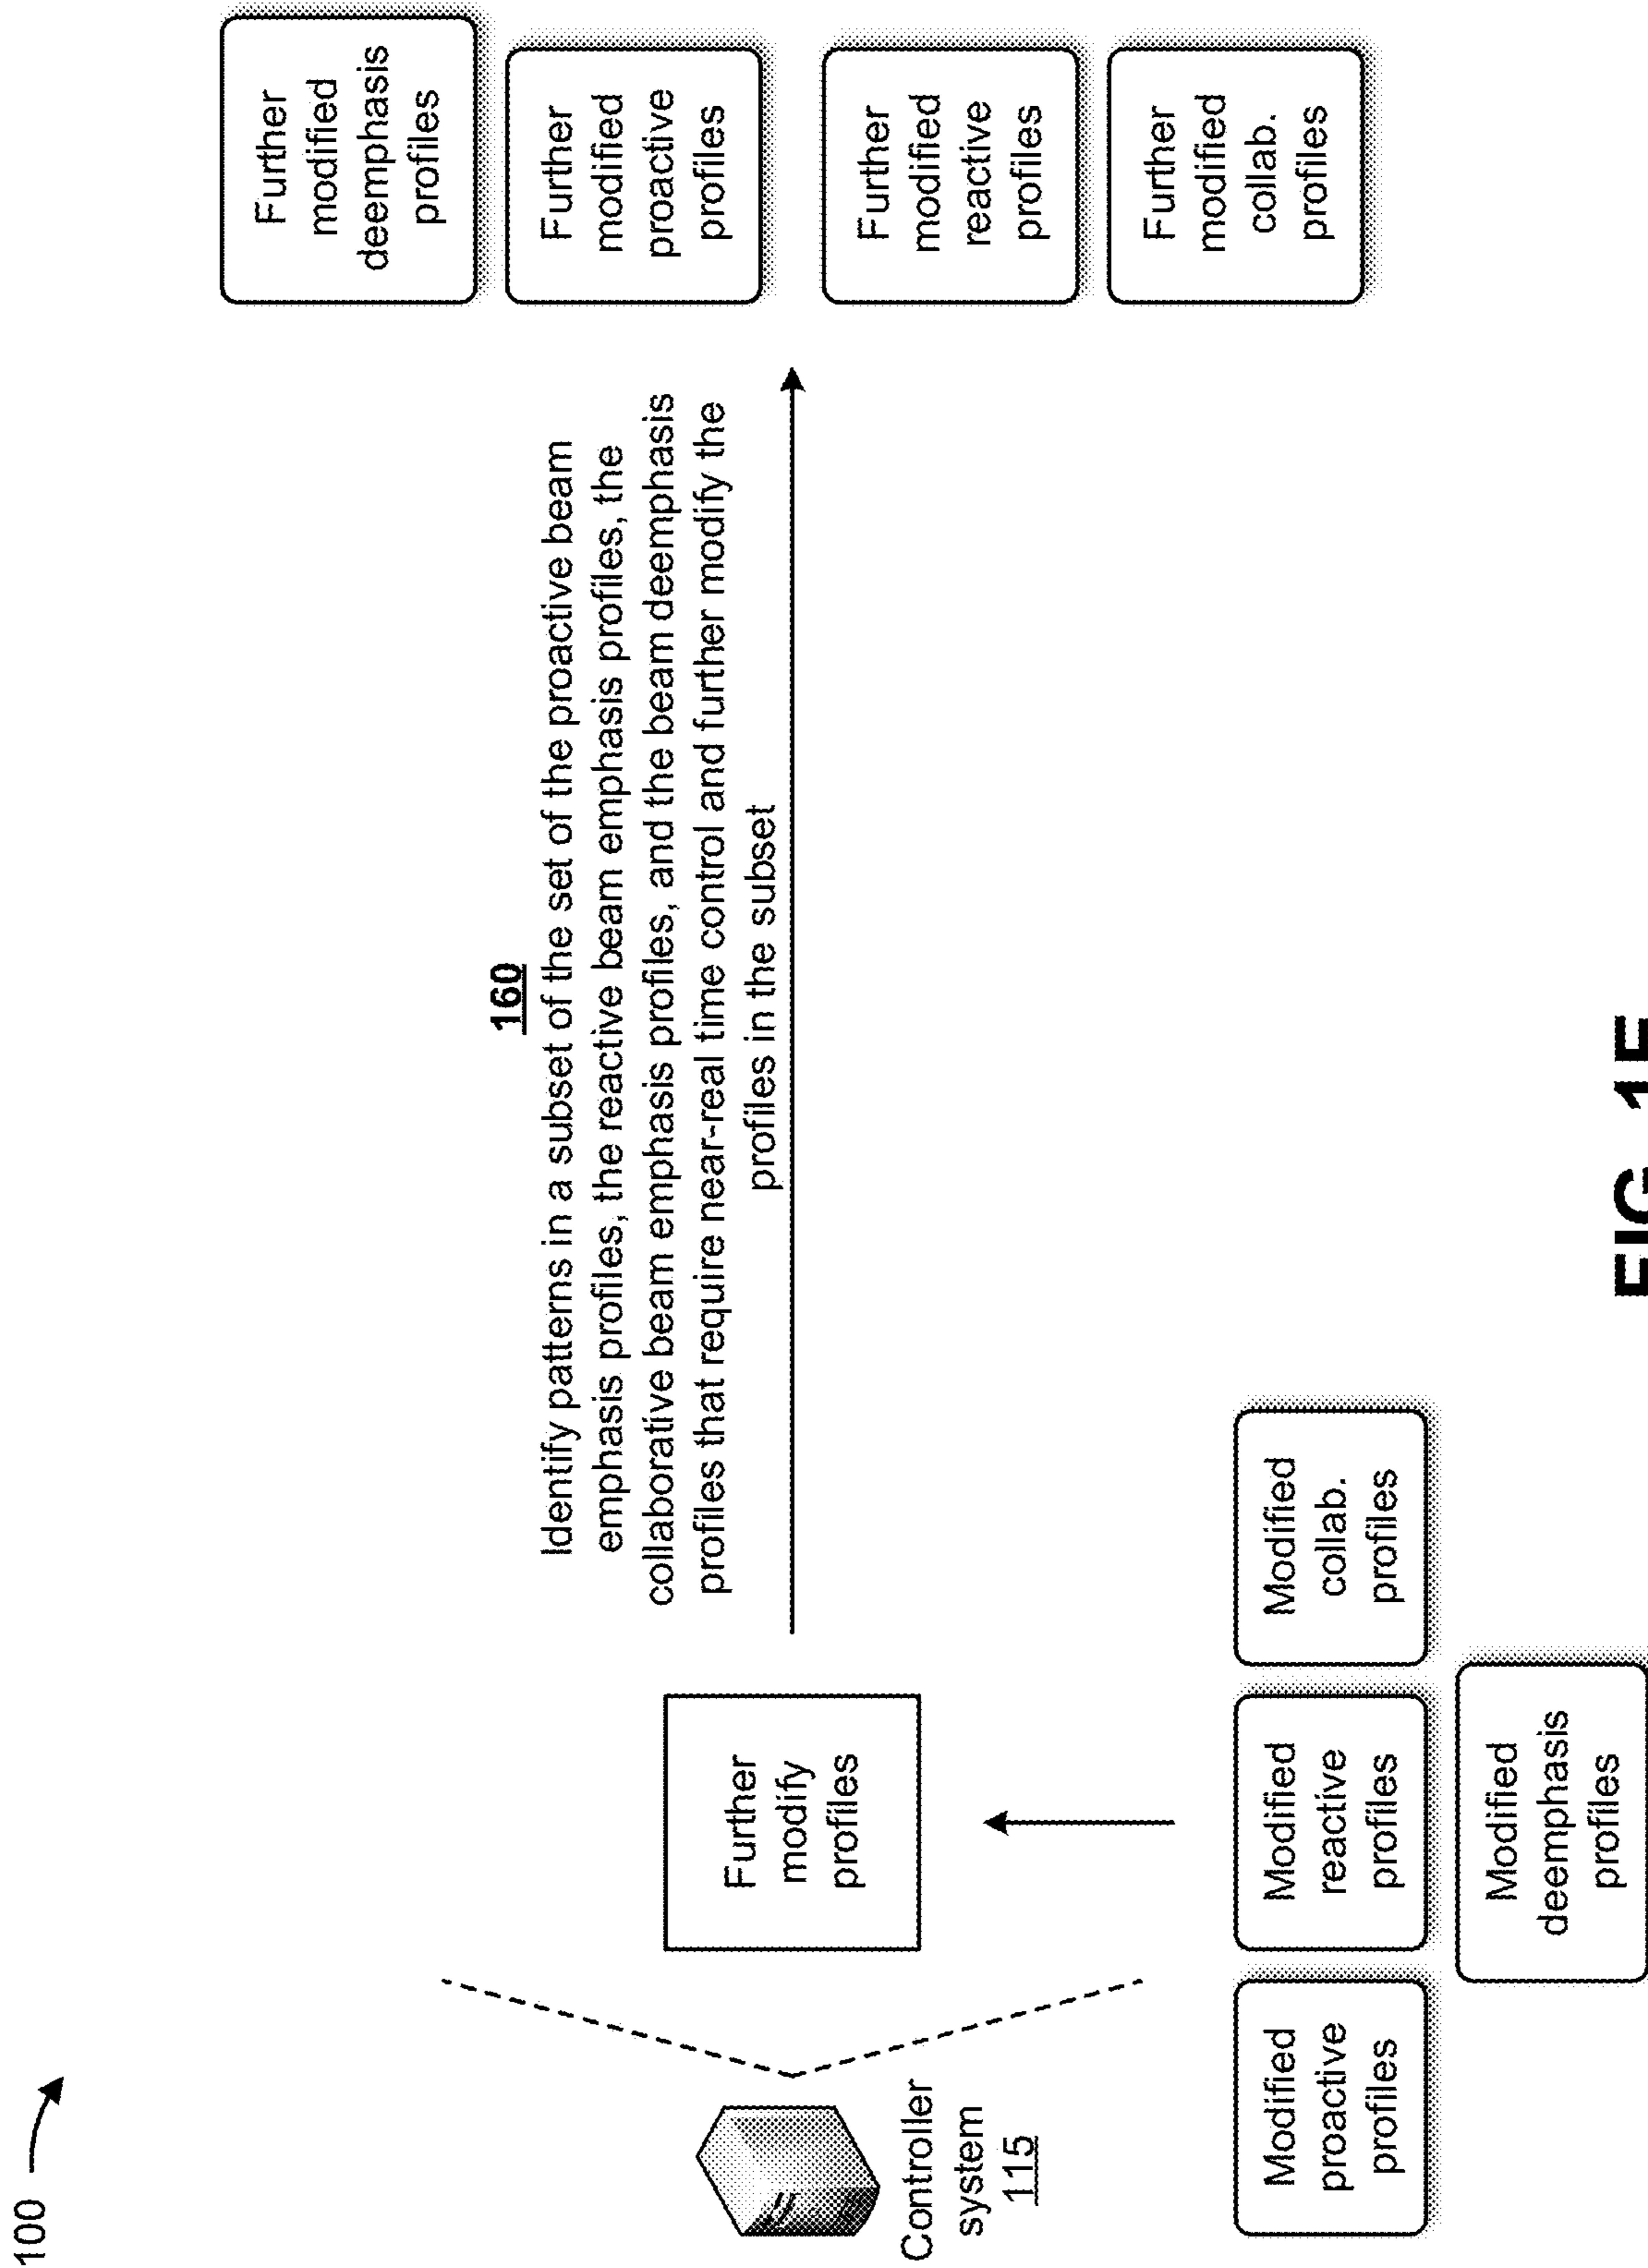 100
Further
modified
deemphasis
profiles
160
Identify patterns in a subset of the set of the proactive beam
emphasis profiles, the reactive beam emphasis profiles, the
collaborative beam emphasis profiles, and the beam deemphasis
profiles that require near-real time control and further modify the
profiles in the subset
Further
modified
proactive
profiles
Controller
system
115
Further
modify
profiles
Further
modified
reactive
profiles
Further
modified
collab.
profiles
Modified
proactive
profiles
Modified
reactive
profiles
Modified
collab.
profiles
Modified
deemphasis
profiles
FIG.